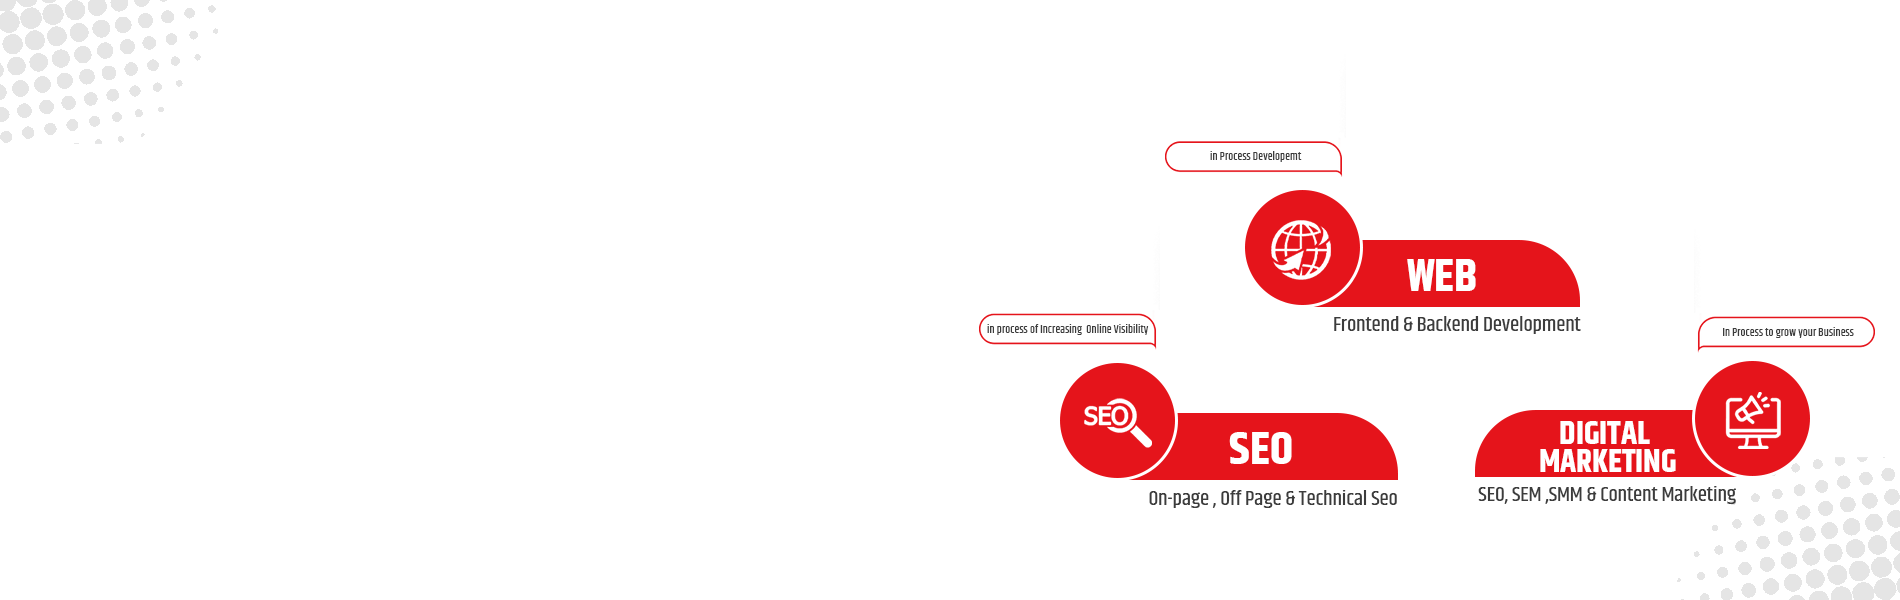 in Process Developemt
WEB
Frontend & Backend Development
in process of Increasing Online Visibility
SEO
SEO
On-page , Off Page & Technical Seo
In Process to grow your Business
DIGITAL
MARKETING
SEO, SEM ,SMM & Content Marketing